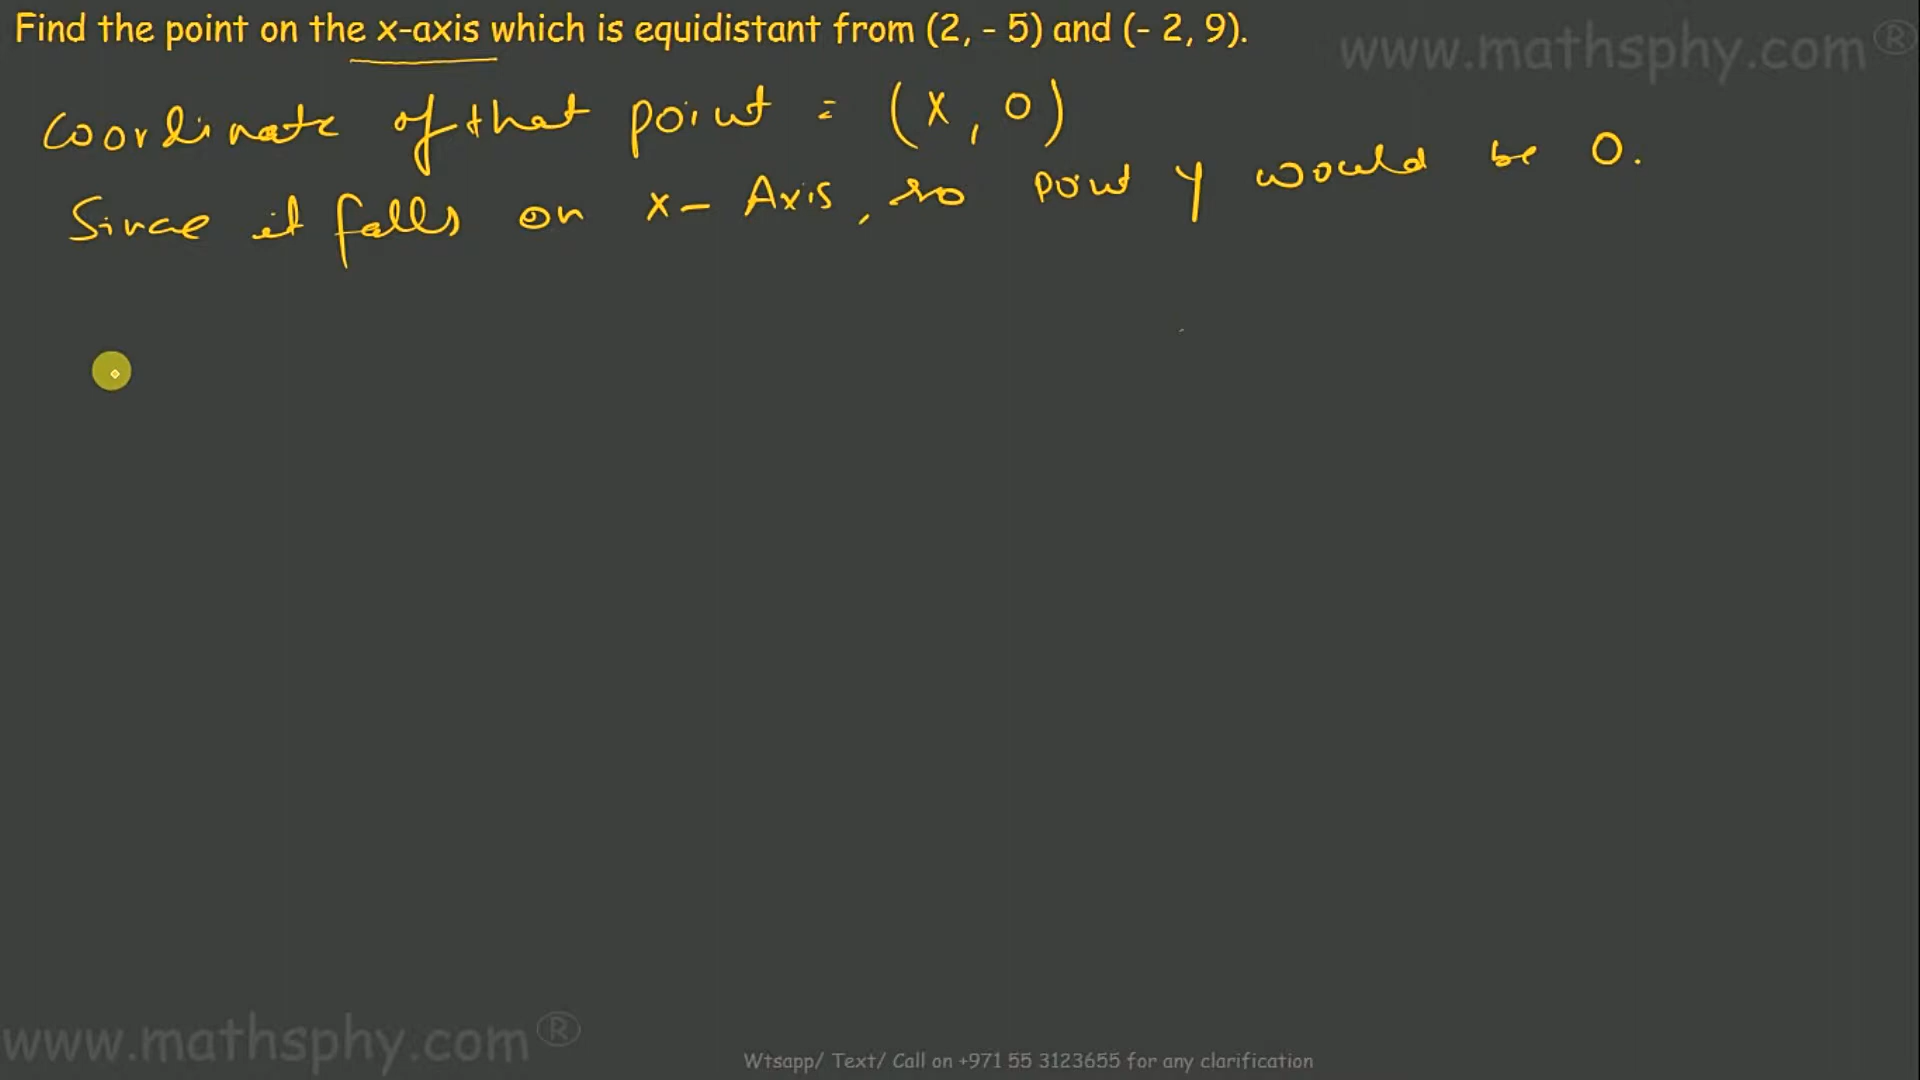 Find the point on the x-axis which is equidistant from (2, - 5) and (- 2, 9).
www.mathsphy.com®
Coordinate of that point = (x, 0)
Since it falls on x- Axis, so point y would be 0.
www.mathsphy.com®
Wtsapp/ Text/ Call on +971 55 3123655 for any clarification